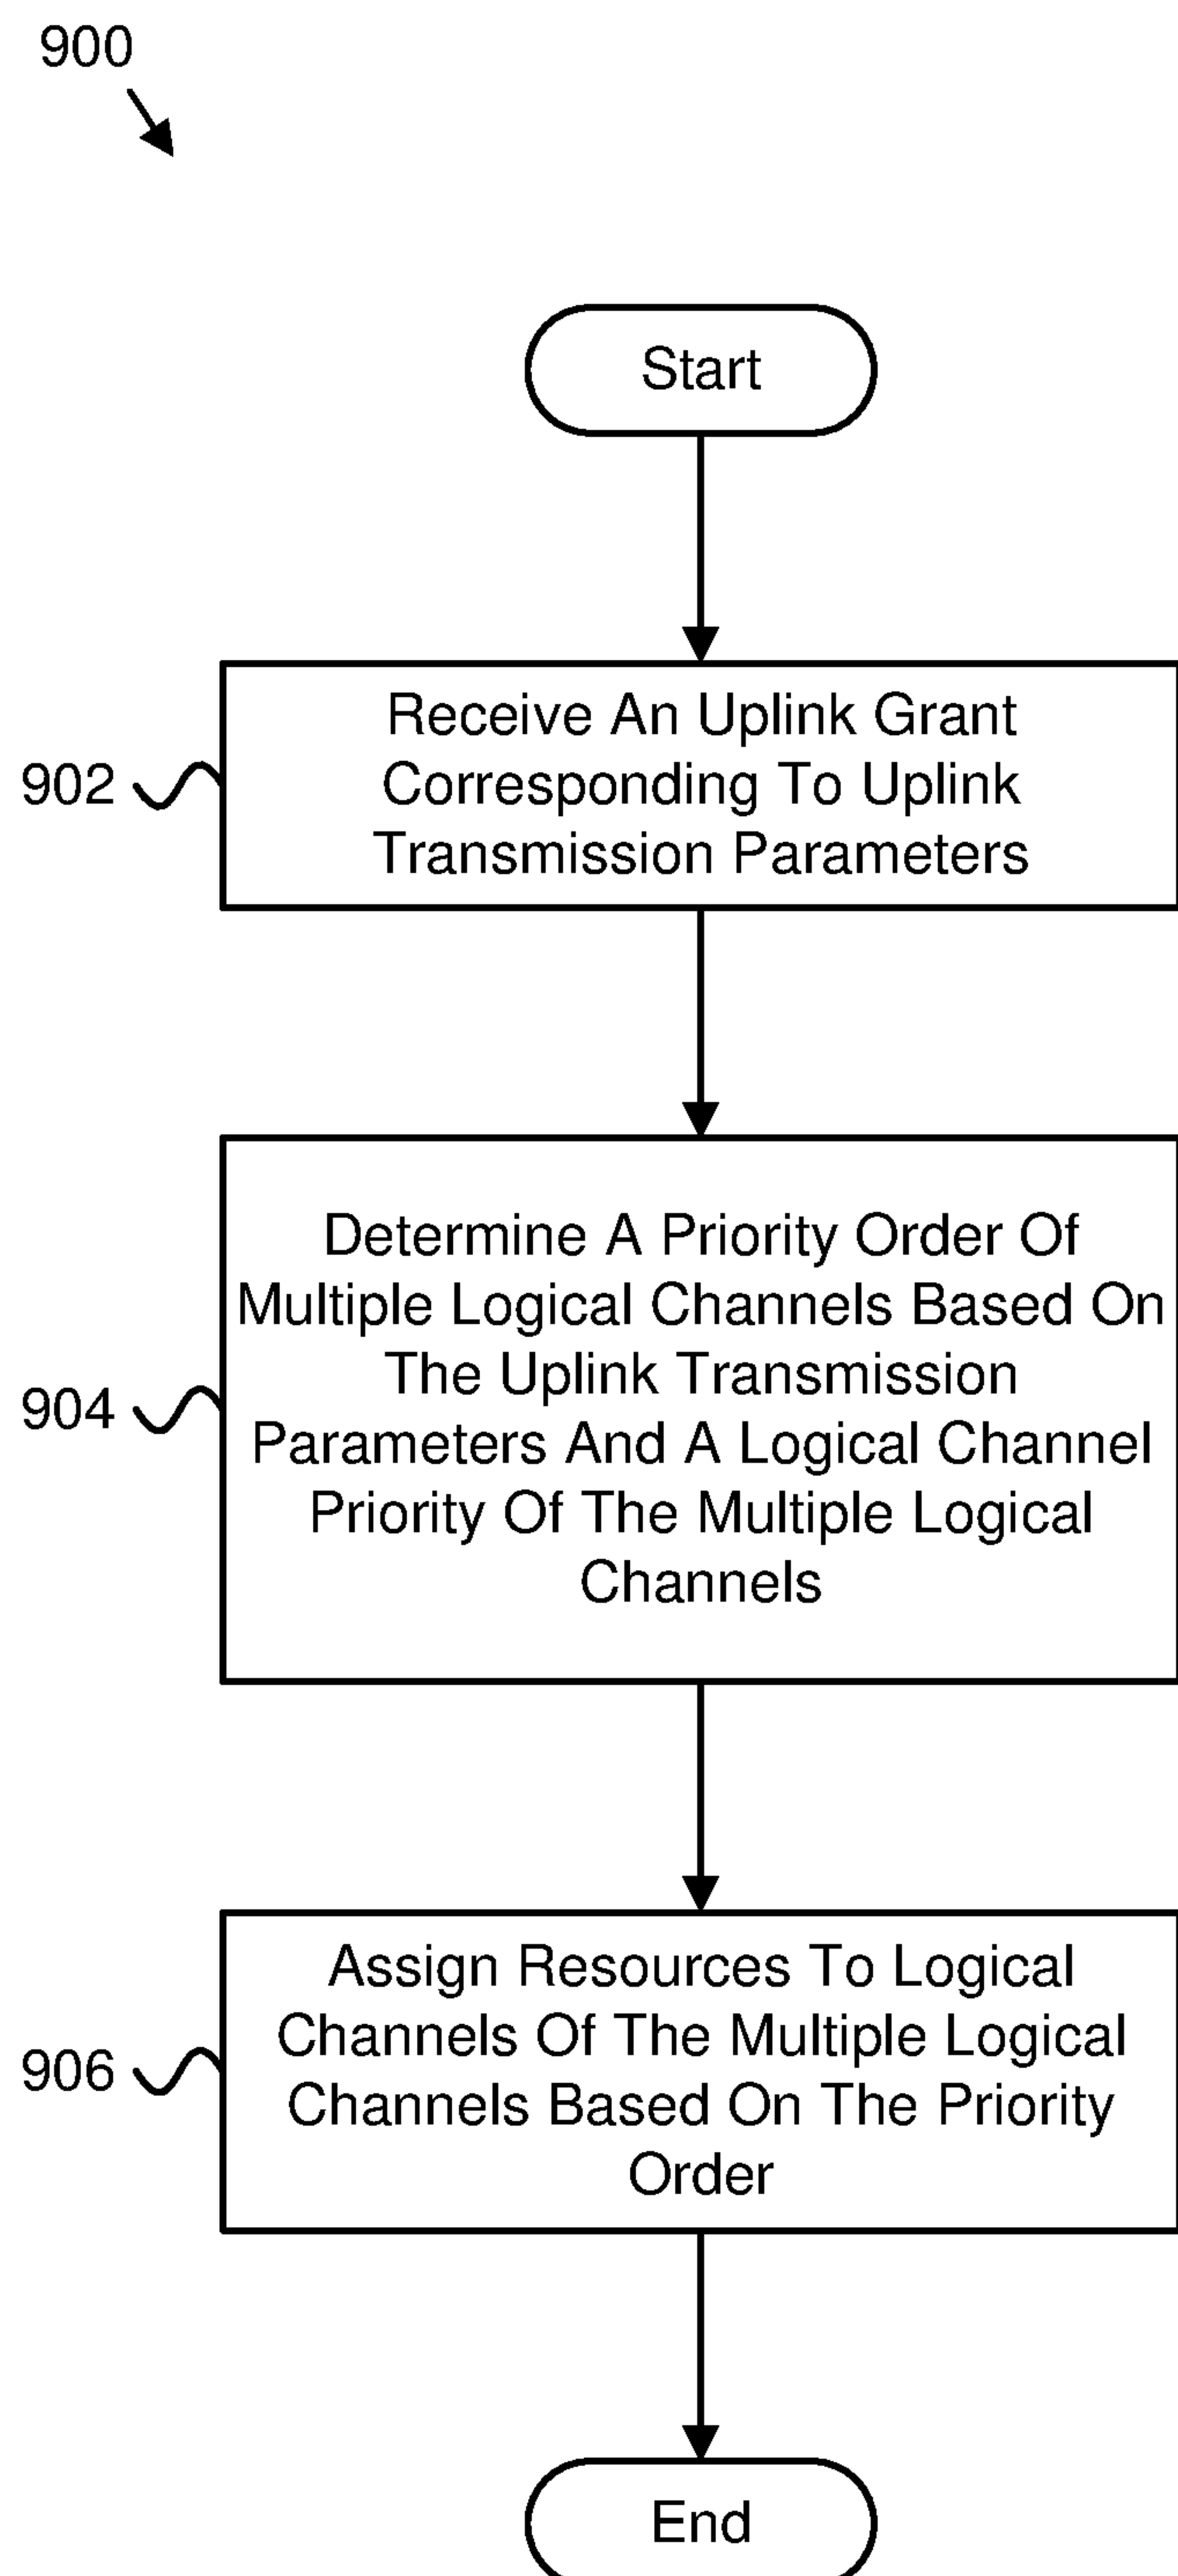 900
Start
902
Receive An Uplink Grant
Corresponding To Uplink
Transmission Parameters
904
Determine A Priority Order Of
Multiple Logical Channels Based On
The Uplink Transmission
Parameters And A Logical Channel
Priority Of The Multiple Logical
Channels
906
Assign Resources To Logical
Channels Of The Multiple Logical
Channels Based On The Priority
Order
End